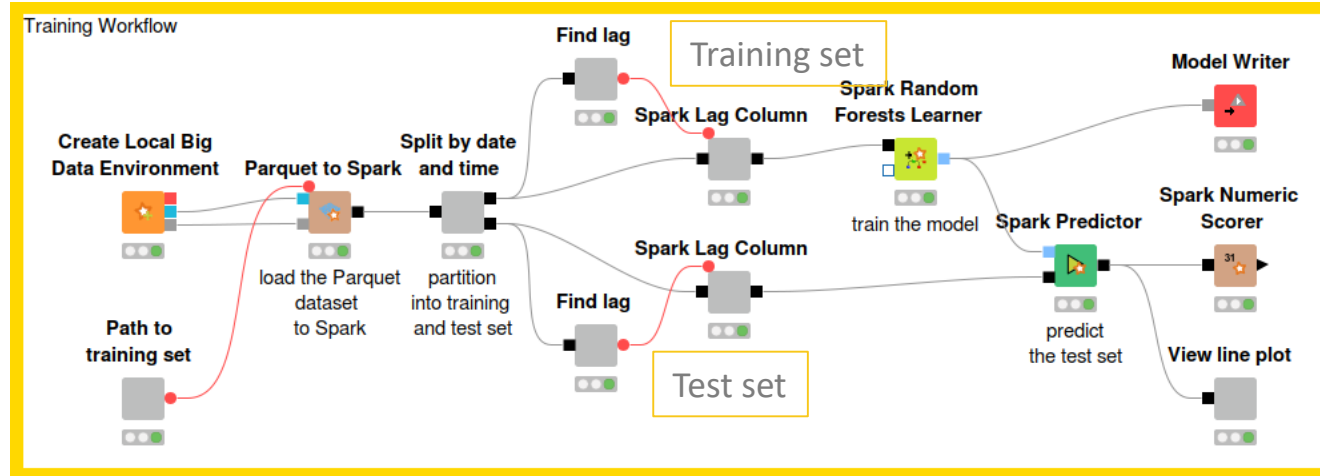 Training Workflow
Find lag
Training set
Model Writer
Spark Random
Forests Learner
Spark Lag Column
Create Local Big
Data Environment
Parquet to Spark
Split by date
and time
train the model
Spark Predictor
Spark Numeric
Scorer
31
load the Parquet
dataset
to Spark
partition
into training
and test set
Spark Lag Column
Find lag
Path to
training set
Test set
predict
the test set
View line plot